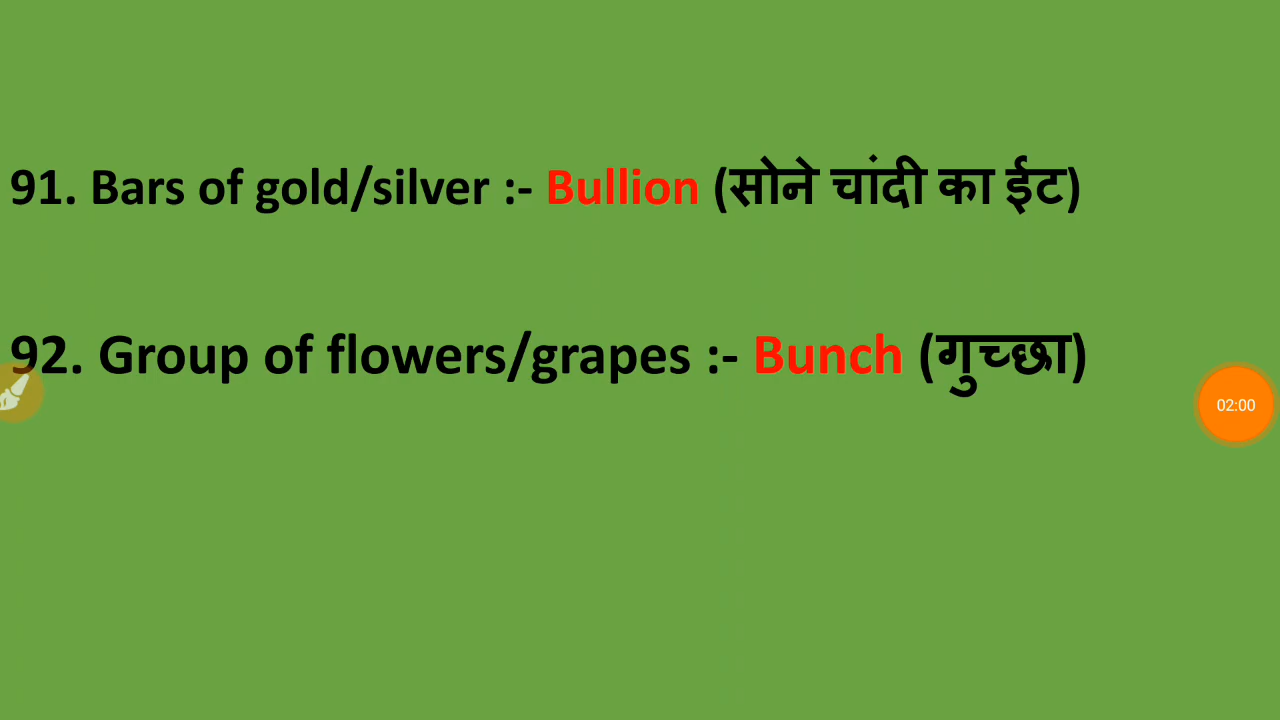 91. Bars of gold/silver :- Bullion (सोने चांदी का ईट)
92. Group of flowers/grapes :- Bunch (गुच्छा)
02:00